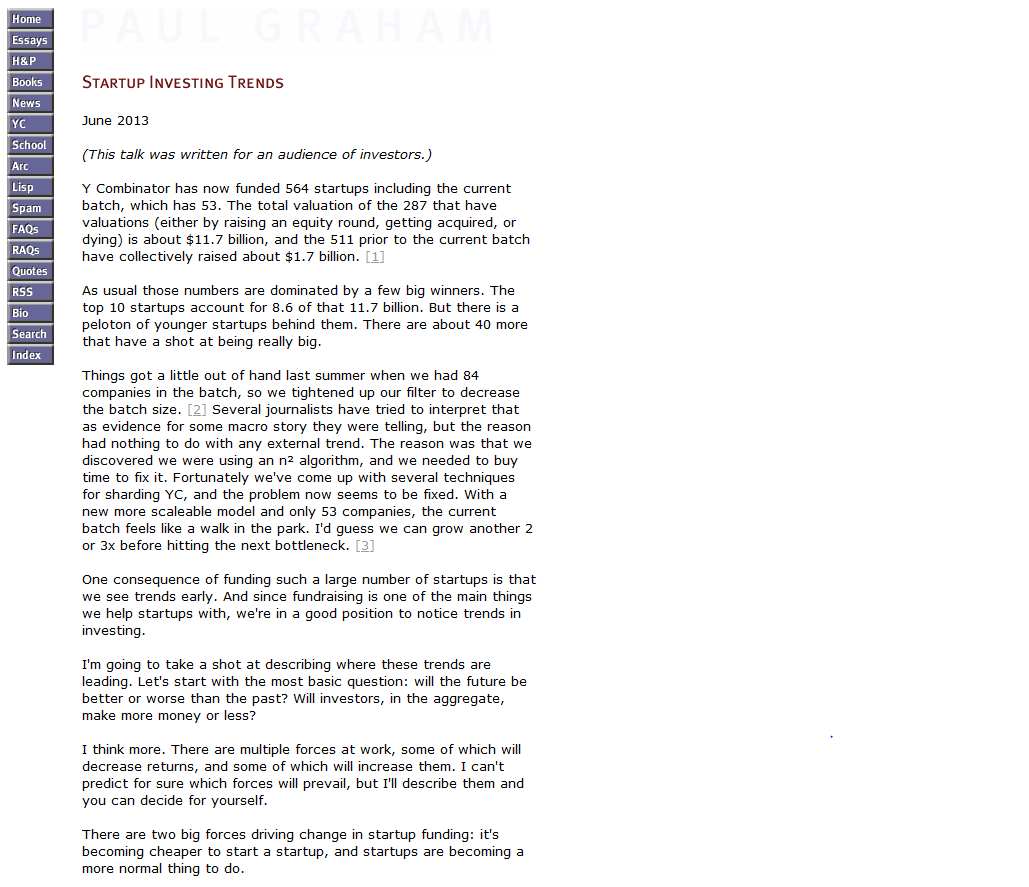 PAUL GRAHAM
Home
Essays
H&P
Books
News
YC
School
Arc
Lisp
Spam
FAQs
RAQs
Quotes
RSS
Bio
Search
Index
Startup Investing Trends
June 2013
(This talk was written for an audience of investors.)
Y Combinator has now funded 564 startups including the current
batch, which has 53. The total valuation of the 287 that have
valuations (either by raising an equity round, getting acquired, or
dying) is about $11.7 billion, and the 511 prior to the current batch
have collectively raised about $1.7 billion. [1]
As usual those numbers are dominated by a few big winners. The
top 10 startups account for 8.6 of that 11.7 billion. But there is a
peloton of younger startups behind them. There are about 40 more
that have a shot at being really big.
Things got a little out of hand last summer when we had 84
companies in the batch, so we tightened up our filter to decrease
the batch size. [2] Several journalists have tried to interpret that
as evidence for some macro story they were telling, but the reason
had nothing to do with any external trend. The reason was that we
discovered we were using an n² algorithm, and we needed to buy
time to fix it. Fortunately we've come up with several techniques
for sharding YC, and the problem now seems to be fixed. With a
new more scaleable model and only 53 companies, the current
batch feels like a walk in the park. I'd guess we can grow another 2
or 3x before hitting the next bottleneck. [3]
One consequence of funding such a large number of startups is that
we see trends early. And since fundraising is one of the main things
we help startups with, we're in a good position to notice trends in
investing.
I'm going to take a shot at describing where these trends are
leading. Let's start with the most basic question: will the future be
better or worse than the past? Will investors, in the aggregate,
make more money or less?
I think more. There are multiple forces at work, some of which will
decrease returns, and some of which will increase them. I can't
predict for sure which forces will prevail, but I'll describe them and
you can decide for yourself.
There are two big forces driving change in startup funding: it's
becoming cheaper to start a startup, and startups are becoming a
more normal thing to do.